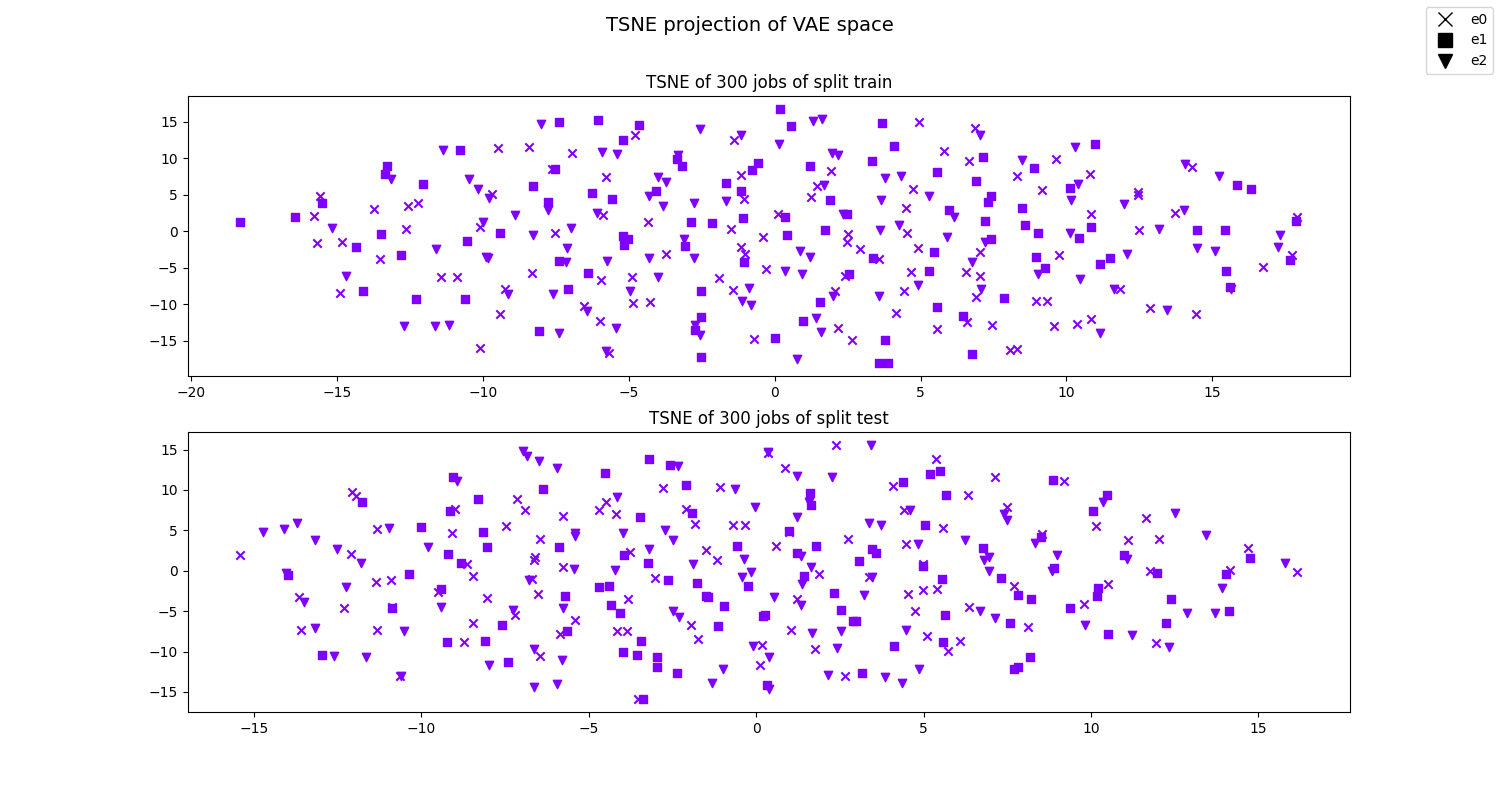 TSNE projection of VAE space
e0
e1
e2
TSNE of 300 jobs of split train
15
10
5
0
−5
−10
−15
−20 −15 −10 −5 0 5 10 15
TSNE of 300 jobs of split test
15
10
5
0
−5
−10
−15
−15 −10 −5 0 5 10 15